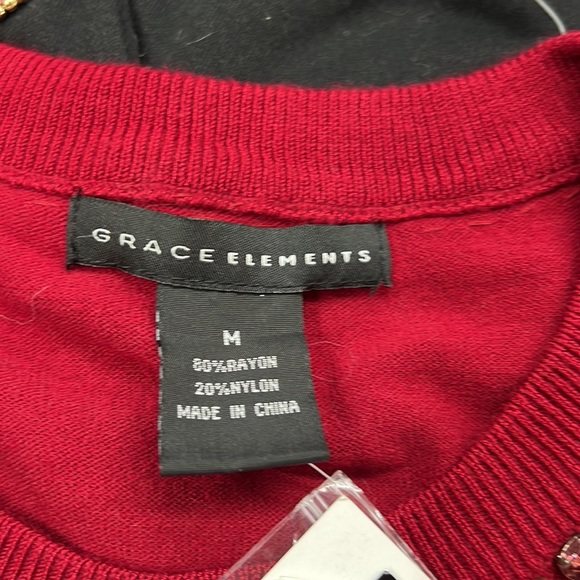 GRACE ELEMENTS
M
80%RAYON
20%NYLON
MADE IN CHINA